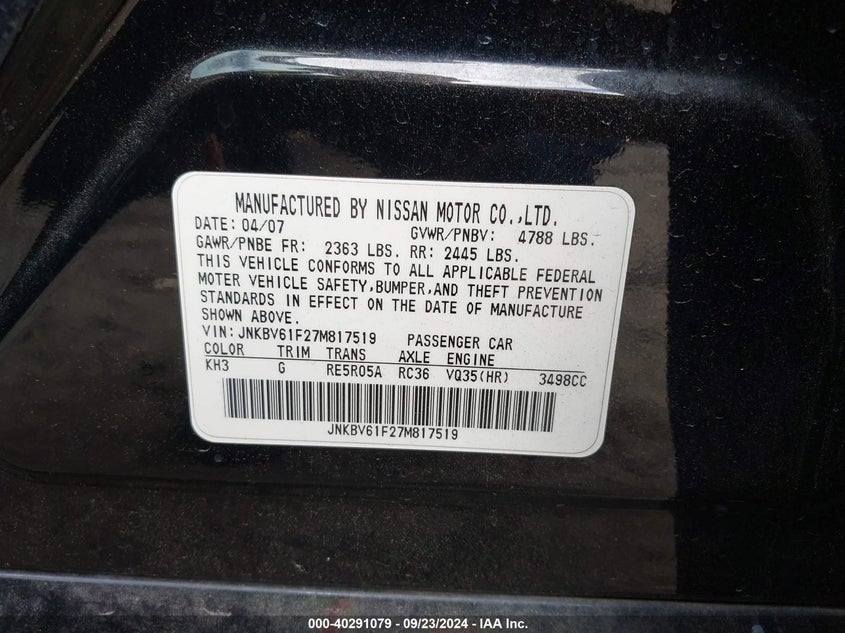 MANUFACTURED BY NISSAN MOTOR CO.,LTD.
DATE: 04/07 GVWR/PNBV: 4788 LBS.
GAWR/PNBE FR: 2363 LBS. RR: 2445 LBS.
THIS VEHICLE CONFORMS TO ALL APPLICABLE FEDERAL
MOTER VEHICLE SAFETY,BUMPER,AND THEFT PREVENTION
STANDARDS IN EFFECT ON THE DATE OF MANUFACTURE
SHOWN ABOVE.
VIN:JNKBV61F27M817519 PASSENGER CAR
COLOR TRIM TRANS AXLE ENGINE
KH3 G RE5R05A RC36 VQ35(HR) 3498CC
JNKBV61F27M817519
000-40291079 - 09/23/2024 - IAA Inc.